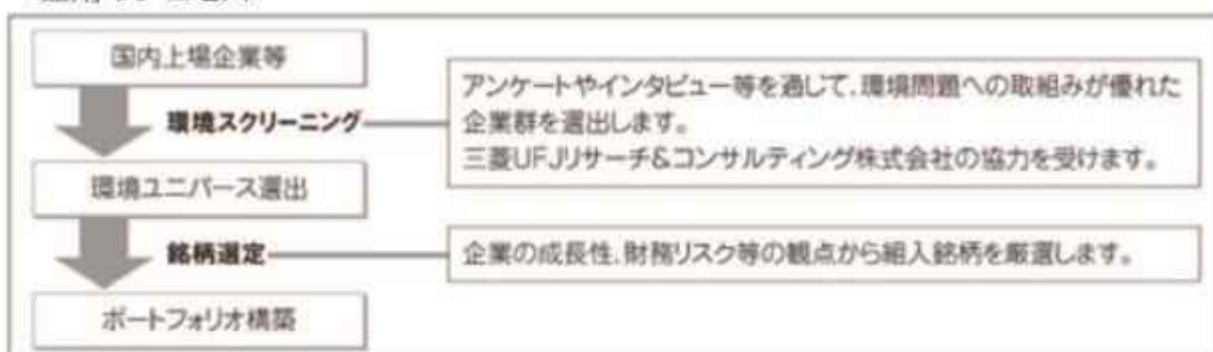 国内上場企業等
環境スクリーニング
アンケートやインタビュー等を通して、環境問題への取組みが優れた
企業群を選出します。
三菱UFJリサーチ&コンサルティング株式会社の協力を受けます。
環境ユニバース選出
銘柄選定
企業の成長性、財務リスク等の観点から組入銘柄を厳選します。
ポートフォリオ構築